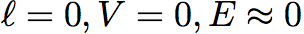 ℓ = 0, V = 0, E ≈ 0